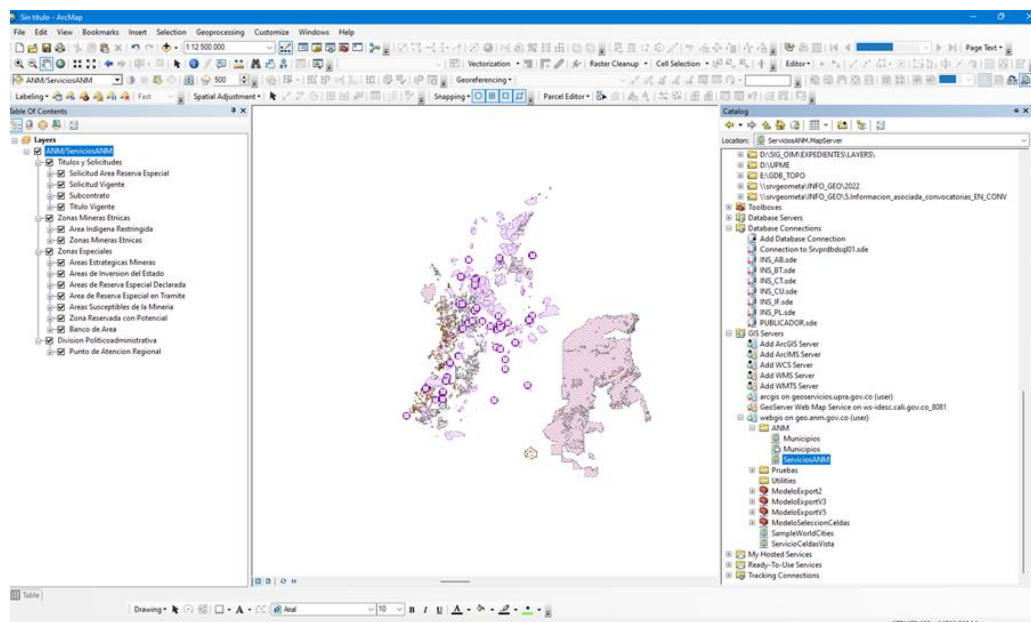 Sin título - ArcMap
File Edit View Bookmarks Insert Selection Geoprocessing Customize Windows Help
1:12 500 000
Page Text
Vectorization Raster Cleanup Cell Selection Editor
ANM/ServiciosANM 500 Georeferencing
Labeling Fast Spatial Adjustment Snapping Parcel Editor
Table Of Contents
Layers
ANM/ServiciosANM
Titulos y Solicitudes
Solicitud Area Reserva Especial
Solicitud Vigente
Subcontrato
Titulo Vigente
Zonas Mineras Etnicas
Area Indigena Restringida
Zonas Mineras Etnicas
Zonas Especiales
Areas Estrategicas Mineras
Areas de Inversion del Estado
Areas de Reserva Especial Declarada
Area de Reserva Especial en Tramite
Areas Susceptibles de la Mineria
Zona Reservada con Potencial
Banco de Area
Division Politicoadministrativa
Punto de Atencion Regional
Catalog
Location: ServiciosANM.MapServer
D:\SIG_OIM\EXPEDIENTES\LAYERS\
D:\UPME
E:\GDB_TOPO
\\srvgeometa\INFO_GEO\2022
\\srvgeometa\INFO_GEO\5.Informacion_asociada_convocatorias_EN_CONV
Toolboxes
Database Servers
Database Connections
Add Database Connection
Connection to Srvprdbdsql01.sde
INS_AB.sde
INS_BT.sde
INS_CT.sde
INS_CU.sde
INS_IF.sde
INS_PL.sde
PUBLICADOR.sde
GIS Servers
Add ArcGIS Server
Add ArcIMS Server
Add WCS Server
Add WMS Server
Add WMTS Server
arcgis on geoservicios.upra.gov.co (user)
GeoServer Web Map Service on ws-idesc.cali.gov.co_8081
webgis on geo.anm.gov.co (user)
ANM
Municipios
Municipios
ServiciosANM
Pruebas
Utilities
ModeloExport2
ModeloExportV3
ModeloExportV5
ModeloSeleccionCeldas
SampleWorldCities
ServicioCeldasVista
My Hosted Services
Ready-To-Use Services
Tracking Connections
Table
Drawing A Arial 10 B I U A